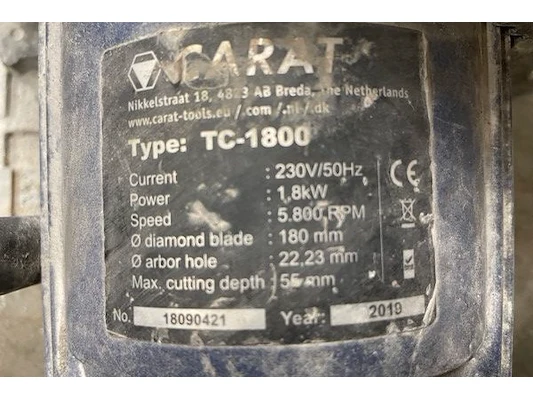 CARAT
Nikkelstraat 18, 4823 AB Breda, The Netherlands
www.carat-tools.eu /.com /.nl /.dk
Type: TC-1800
Current : 230V/50Hz
Power : 1.8kW
Speed : 5.800 RPM
Ø diamond blade : 180 mm
Ø arbor hole : 22,23 mm
Max. cutting depth : 55 mm
CE
No. 18090421 Year: 2019